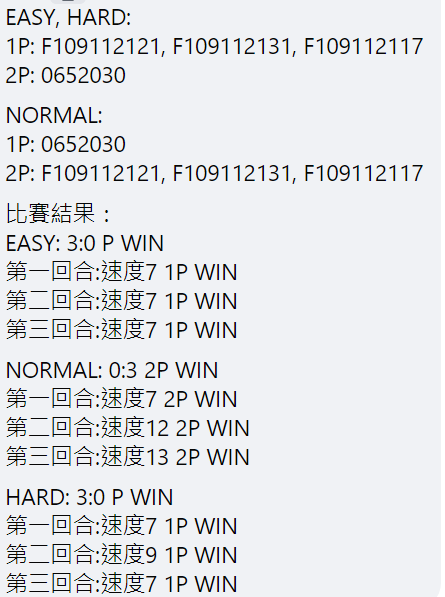 EASY, HARD:
1P: F109112121, F109112131, F109112117
2P: 0652030
NORMAL:
1P: 0652030
2P: F109112121, F109112131, F109112117
比賽結果：
EASY: 3:0 P WIN
第一回合:速度7 1P WIN
第二回合:速度7 1P WIN
第三回合:速度7 1P WIN
NORMAL: 0:3 2P WIN
第一回合:速度7 2P WIN
第二回合:速度12 2P WIN
第三回合:速度13 2P WIN
HARD: 3:0 P WIN
第一回合:速度7 1P WIN
第二回合:速度9 1P WIN
第三回合:速度7 1P WIN